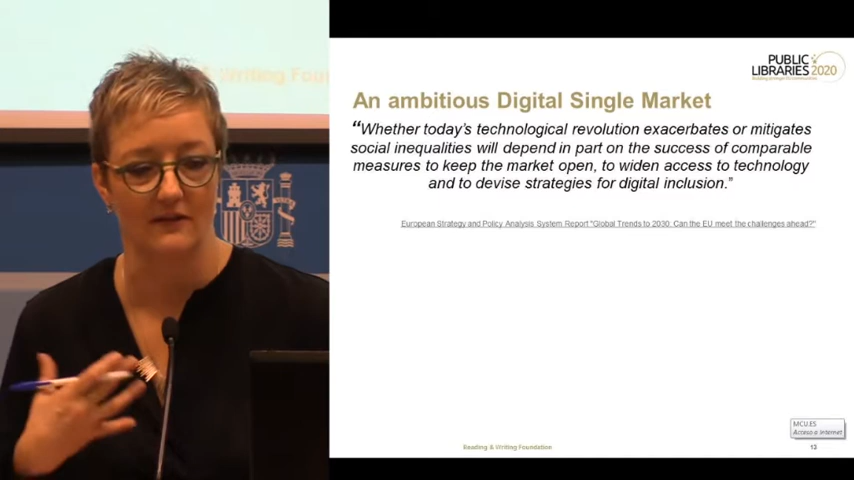 & Writing Foun
PUBLIC
LIBRARIES 2020
An ambitious Digital Single Market
“Whether today’s technological revolution exacerbates or mitigates
social inequalities will depend in part on the success of comparable
measures to keep the market open, to widen access to technology
and to devise strategies for digital inclusion.”
European Strategy and Policy Analysis System Report "Global Trends to 2030: Can the EU meet the challenges ahead?"
MCU.ES
Acceso a Internet
Reading & Writing Foundation
13